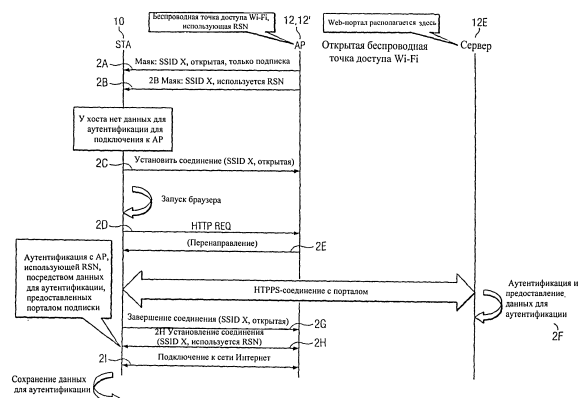 10
Беспроводная точка доступа Wi-Fi,
использующая RSN
12,12'
Web-портал располагается здесь
12E
STA
AP
Открытая беспроводная
точка доступа Wi-Fi
Сервер
2A
Маяк: SSID X, открытая, только подписка
2B
2B Маяк: SSID X, используется RSN
У хоста нет данных для
аутентификации для
подключения к AP
2C
Установить соединение (SSID X, открытая)
Запуск браузера
2D
HTTP REQ
(Перенаправление)
2E
Аутентификация с AP,
использующей RSN,
посредством данных
для аутентификации,
предоставленных
порталом подписки
HTPPS-соединение с порталом
Аутентификация и
предоставление
данных для
аутентификации
2F
Завершение соединения (SSID X, открытая)
2G
2H Установление соединения
(SSID X, используется RSN)
2H
2I
Подключение к сети Интернет
Сохранение данных
для аутентификации